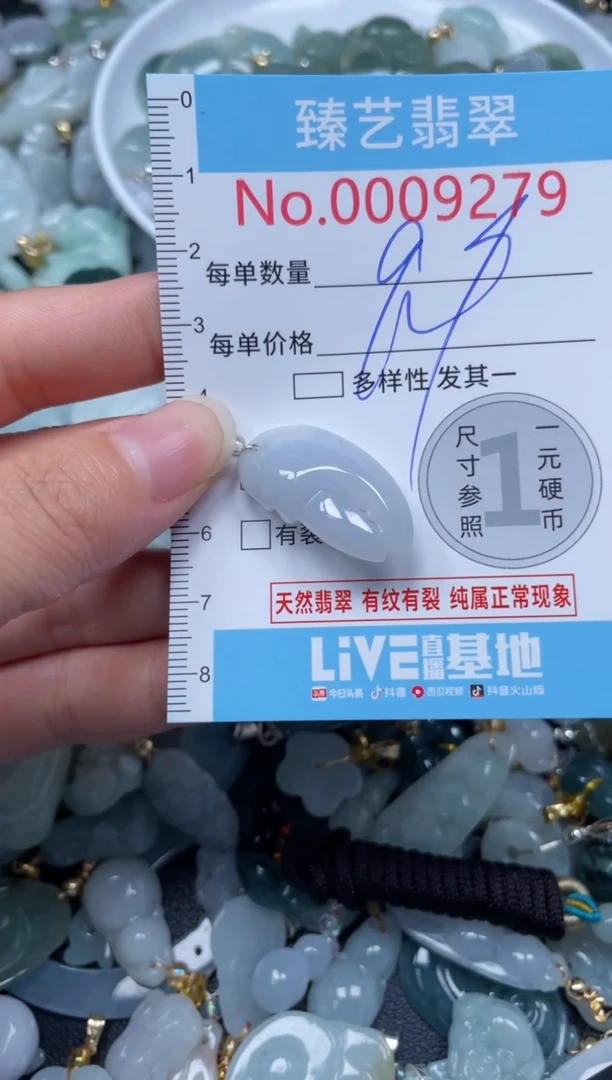 0
臻艺翡翠
1
No.0009279
2
每单数量
3
每单价格
4
多样性 发其一
尺寸参照
1
一元硬币
6
有裂
7
天然翡翠 有纹有裂 纯属正常现象
LiVE直播基地
8
头条 今日头条 抖音 西瓜视频 抖音火山版